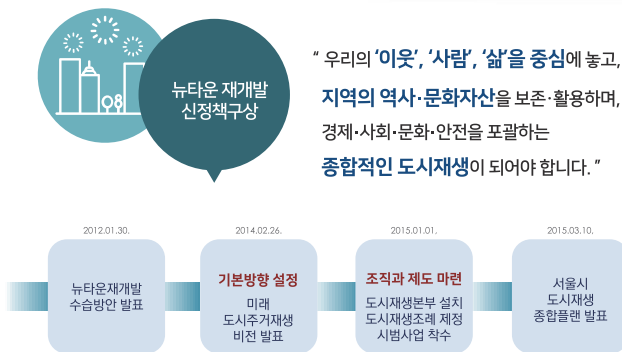 뉴타운 재개발
신정책구상
“ 우리의 ‘이웃’, ‘사람’, ‘삶’을 중심에 놓고,
지역의 역사·문화자산을 보존·활용하며,
경제·사회·문화·안전을 포괄하는
종합적인 도시재생이 되어야 합니다. ”
2012.01.30.
뉴타운재개발
수습방안 발표
2014.02.26.
기본방향 설정
미래
도시주거재생
비전 발표
2015.01.01.
조직과 제도 마련
도시재생본부 설치
도시재생조례 제정
시범사업 착수
2015.03.10.
서울시
도시재생
종합플랜 발표